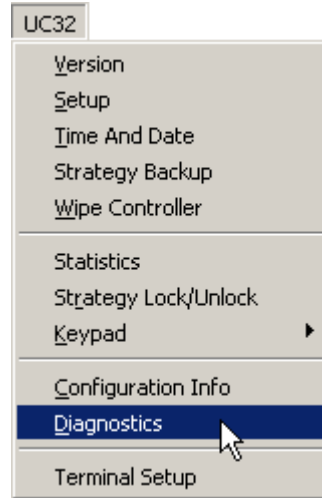 UC32
Version
Setup
Time And Date
Strategy Backup
Wipe Controller
Statistics
Strategy Lock/Unlock
Keypad
Configuration Info
Diagnostics
Terminal Setup